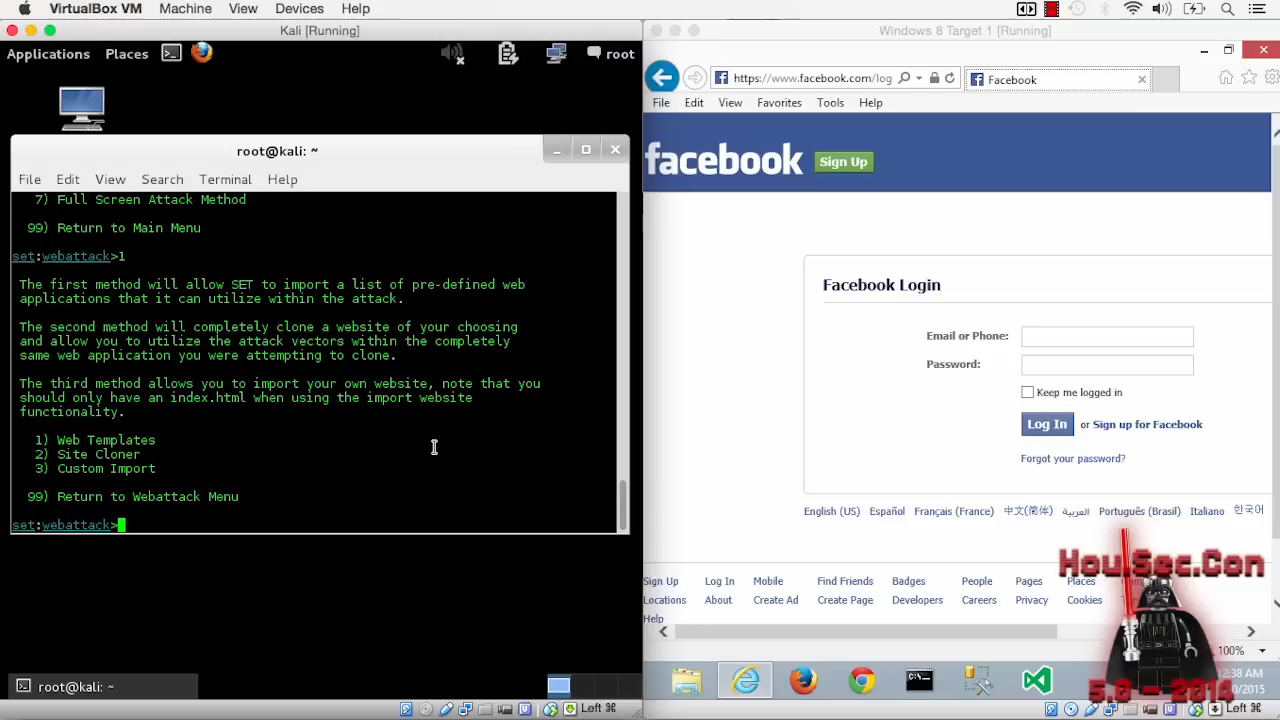 VirtualBox VM Machine View Devices Help
Kali [Running]
Applications Places root
root@kali: ~
File Edit View Search Terminal Help
7) Full Screen Attack Method
99) Return to Main Menu
set:webattack>1
The first method will allow SET to import a list of pre-defined web
applications that it can utilize within the attack.
The second method will completely clone a website of your choosing
and allow you to utilize the attack vectors within the completely
same web application you were attempting to clone.
The third method allows you to import your own website, note that you
should only have an index.html when using the import website
functionality.
1) Web Templates
2) Site Cloner
3) Custom Import
99) Return to Webattack Menu
set:webattack>
root@kali: ~
Left ⌘
Windows 8 Target 1 [Running]
https://www.facebook.com/log
Facebook
File Edit View Favorites Tools Help
facebook Sign Up
Facebook Login
Email or Phone:
Password:
Keep me logged in
Log In or Sign up for Facebook
Forgot your password?
English (US) Español Français (France) 中文(简体) العربية Português (Brasil) Italiano 한국어
Hou.Sec.Con
Sign Up Log In Mobile Find Friends Badges People Pages Places
Locations About Create Ad Create Page Developers Careers Privacy Cookies
Help
100%
12:38 AM
0/2015
Left ⌘